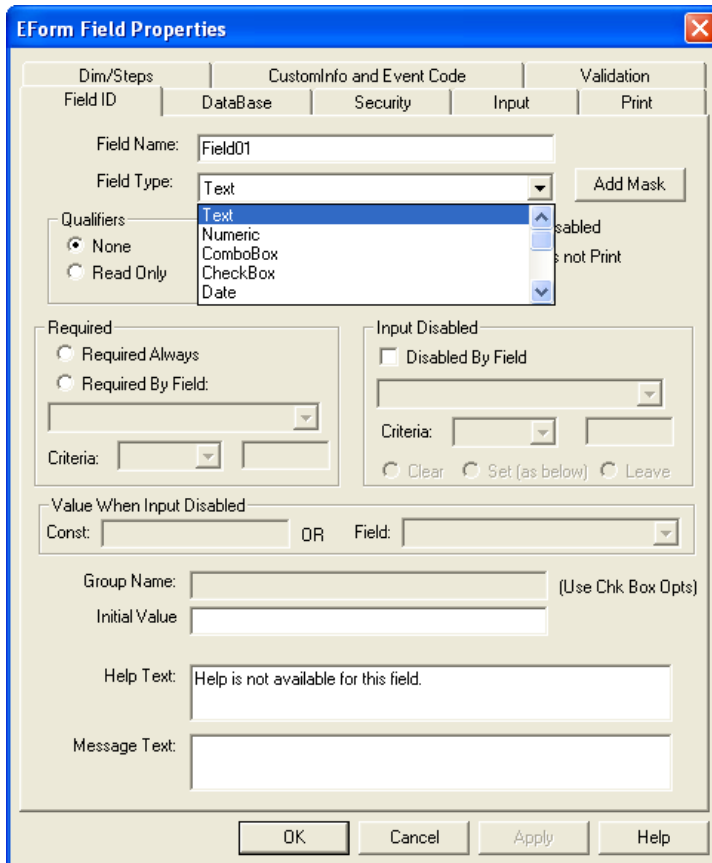 EForm Field Properties
Dim/Steps CustomInfo and Event Code Validation
Field ID DataBase Security Input Print
Field Name: Field01
Field Type: Text Add Mask
Text
Numeric
ComboBox
CheckBox
Date
Qualifiers
None
Read Only
not Print
Required
Required Always
Required By Field:
Criteria:
Input Disabled
Disabled By Field
Criteria:
Clear Set (as below) Leave
Value When Input Disabled
Const: OR Field:
Group Name: (Use Chk Box Opts)
Initial Value
Help Text: Help is not available for this field.
Message Text:
OK Cancel Apply Help